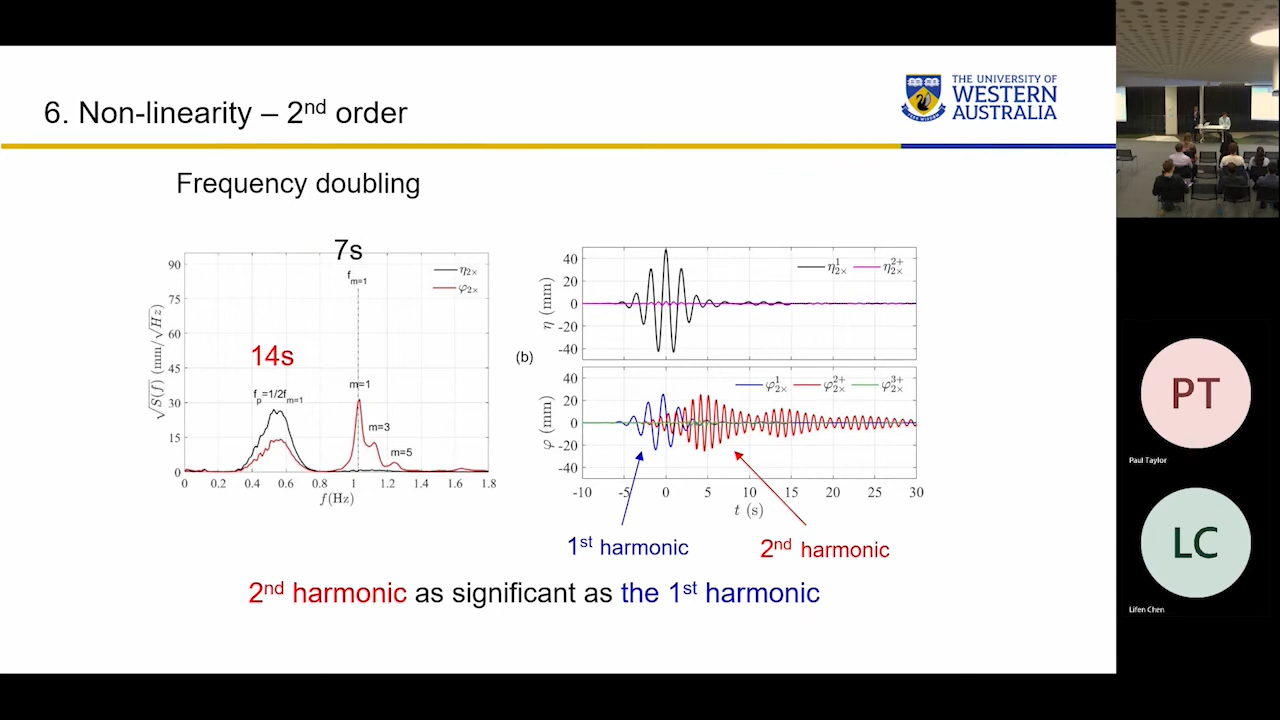 6. Non-linearity – 2nd order
THE UNIVERSITY OF
WESTERN
AUSTRALIA
Frequency doubling
7s
14s
f m=1
f p=1/2f m=1
m=1
m=3
m=5
η2×
φ2×
√S(f) (mm/√Hz)
90
75
60
45
30
15
0
0 0.2 0.4 0.6 0.8 1 1.2 1.4 1.6 1.8
f(Hz)
(b)
η (mm)
40
20
0
-20
-40
η¹2× η²⁺2×
φ (mm)
40
20
0
-20
-40
φ¹2× φ²⁺2× φ³⁺2×
-10 -5 0 5 10 15 20 25 30
t (s)
1st harmonic
2nd harmonic
2nd harmonic as significant as the 1st harmonic
PT
Paul Taylor
LC
Lifen Chen